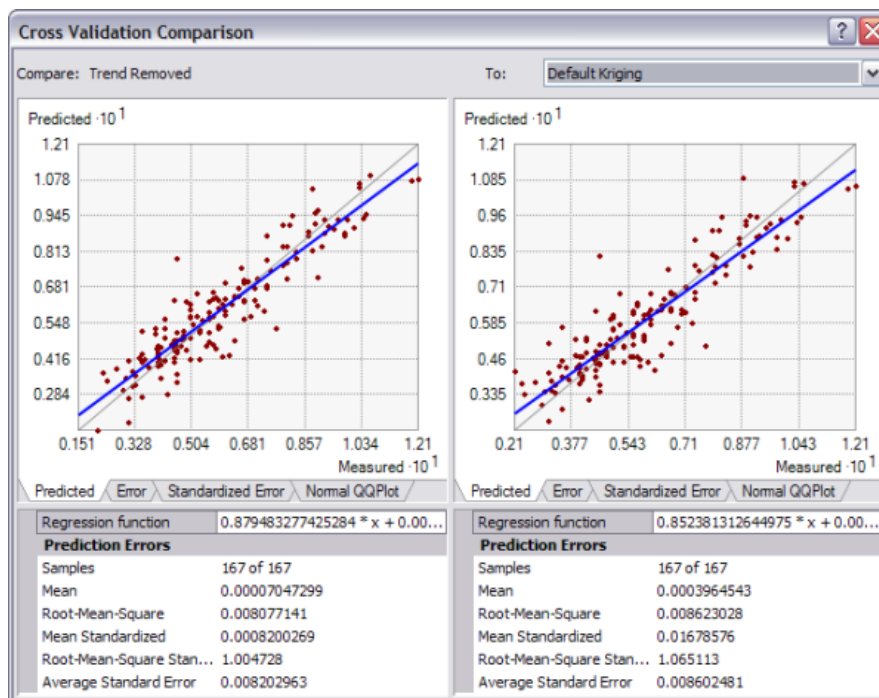 Cross Validation Comparison
?
Compare: Trend Removed
To: Default Kriging
Predicted ·10 1
1.21
1.078
0.945
0.813
0.681
0.548
0.416
0.284
0.151 0.328 0.504 0.681 0.857 1.034 1.21
Measured ·10 1
Predicted Error Standardized Error Normal QQPlot
Regression function 0.879483277425284 * x + 0.00...
Prediction Errors
Samples 167 of 167
Mean 0.00007047299
Root-Mean-Square 0.008077141
Mean Standardized 0.0008200269
Root-Mean-Square Stan... 1.004728
Average Standard Error 0.008202963
Predicted ·10 1
1.21
1.085
0.96
0.835
0.71
0.585
0.46
0.335
0.21 0.377 0.543 0.71 0.877 1.043 1.21
Measured ·10 1
Predicted Error Standardized Error Normal QQPlot
Regression function 0.852381312644975 * x + 0.00...
Prediction Errors
Samples 167 of 167
Mean 0.0003964543
Root-Mean-Square 0.008623028
Mean Standardized 0.01678576
Root-Mean-Square Stan... 1.065113
Average Standard Error 0.008602481